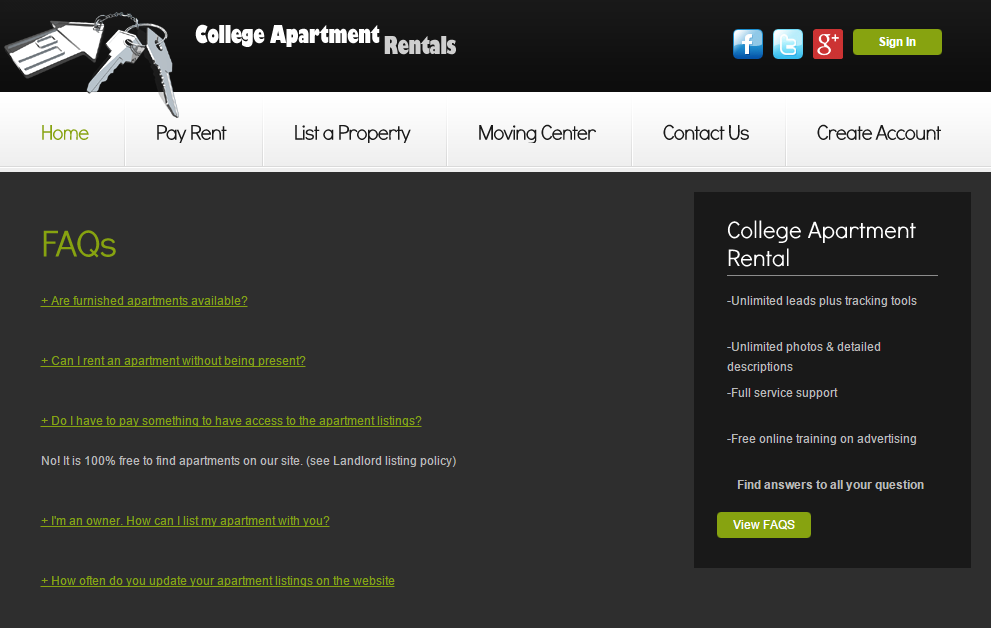 College Apartment Rentals
Sign In
Home
Pay Rent
List a Property
Moving Center
Contact Us
Create Account
FAQs
+ Are furnished apartments available?
+ Can I rent an apartment without being present?
+ Do I have to pay something to have access to the apartment listings?
No! It is 100% free to find apartments on our site. (see Landlord listing policy)
+ I'm an owner. How can I list my apartment with you?
+ How often do you update your apartment listings on the website
College Apartment
Rental
-Unlimited leads plus tracking tools
-Unlimited photos & detailed
descriptions
-Full service support
-Free online training on advertising
Find answers to all your question
View FAQS